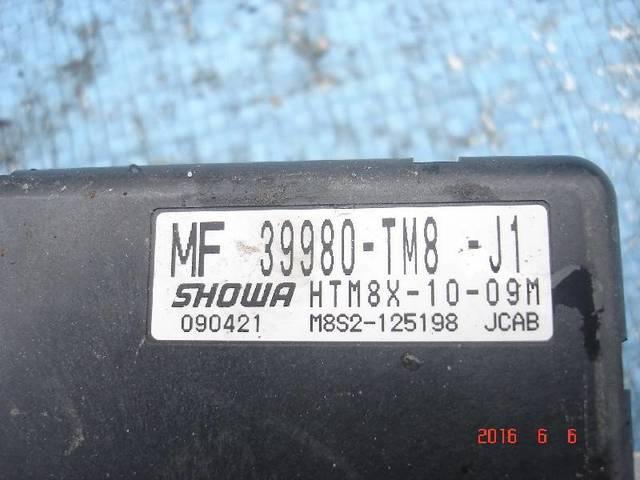 MF 39980-TM8 -J1
SHOWA HTM8X-10-09M
090421 M8S2-125198 JCAB
2016 6 6